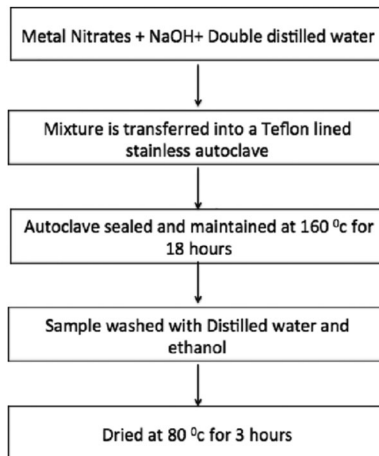 Metal Nitrates + NaOH+ Double distilled water
Mixture is transferred into a Teflon lined
stainless autoclave
Autoclave sealed and maintained at 160 ⁰c for
18 hours
Sample washed with Distilled water and
ethanol
Dried at 80 ⁰c for 3 hours